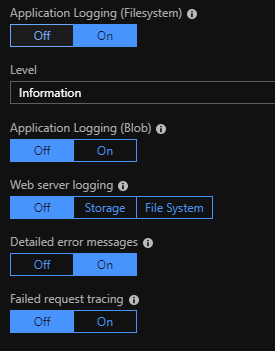 Application Logging (Filesystem)
Off On
Level
Information
Application Logging (Blob)
Off On
Web server logging
Off Storage File System
Detailed error messages
Off On
Failed request tracing
Off On